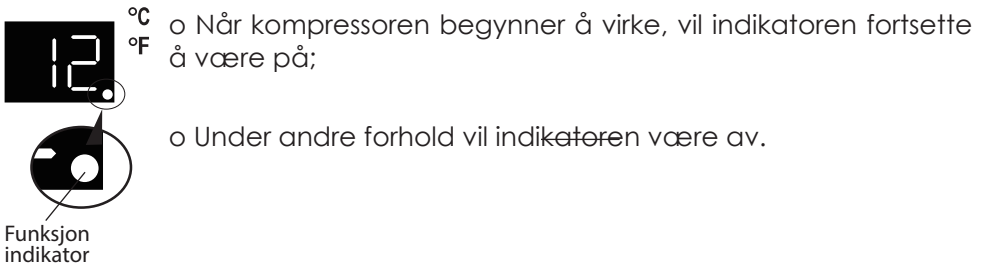 12
°C
°F
o Når kompressoren begynner å virke, vil indikatoren fortsette
å være på;
o Under andre forhold vil indikatoren være av.
Funksjon
indikator